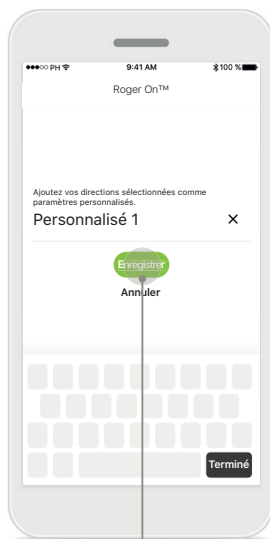 PH 9:41 AM 100 %
Roger On™
Ajoutez vos directions sélectionnées comme
paramètres personnalisés.
Personnalisé 1 ×
Enregistrer
Annuler
Terminé